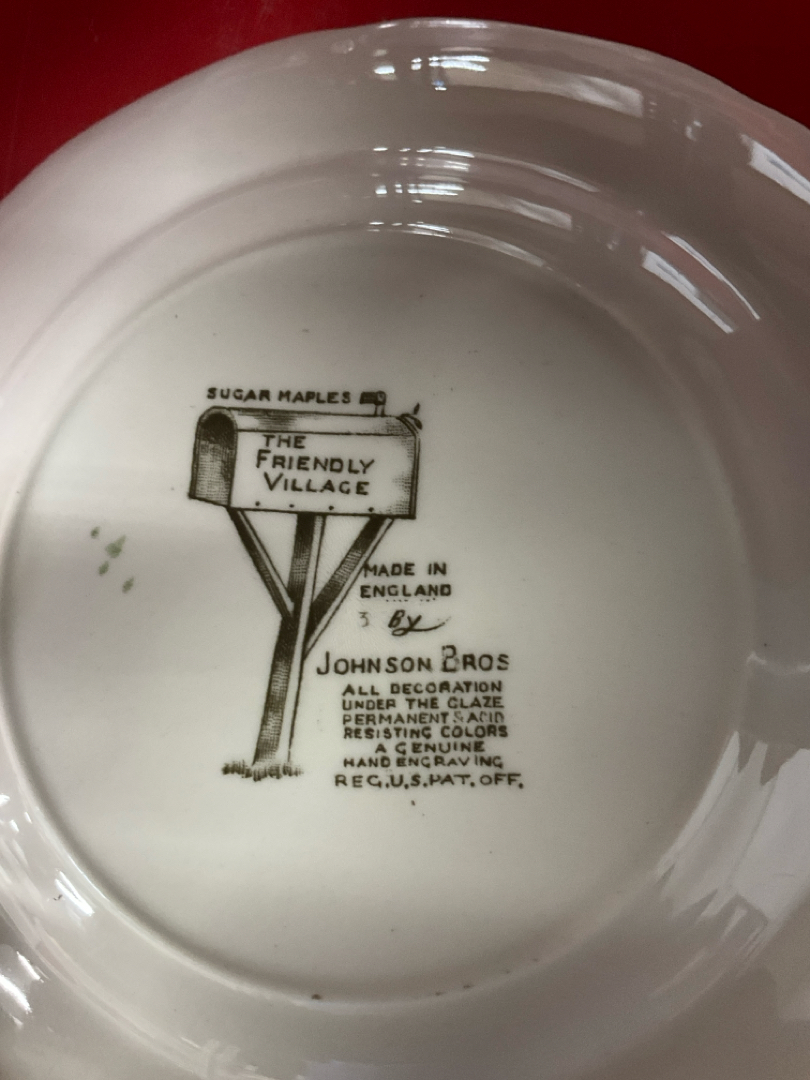 SUGAR MAPLES
THE
FRIENDLY
VILLAGE
MADE IN
ENGLAND
3 By
JOHNSON BROS
ALL DECORATION
UNDER THE GLAZE
PERMANENT & ACID
RESISTING COLORS
A GENUINE
HAND ENGRAVING
REG.U.S.PAT.OFF.